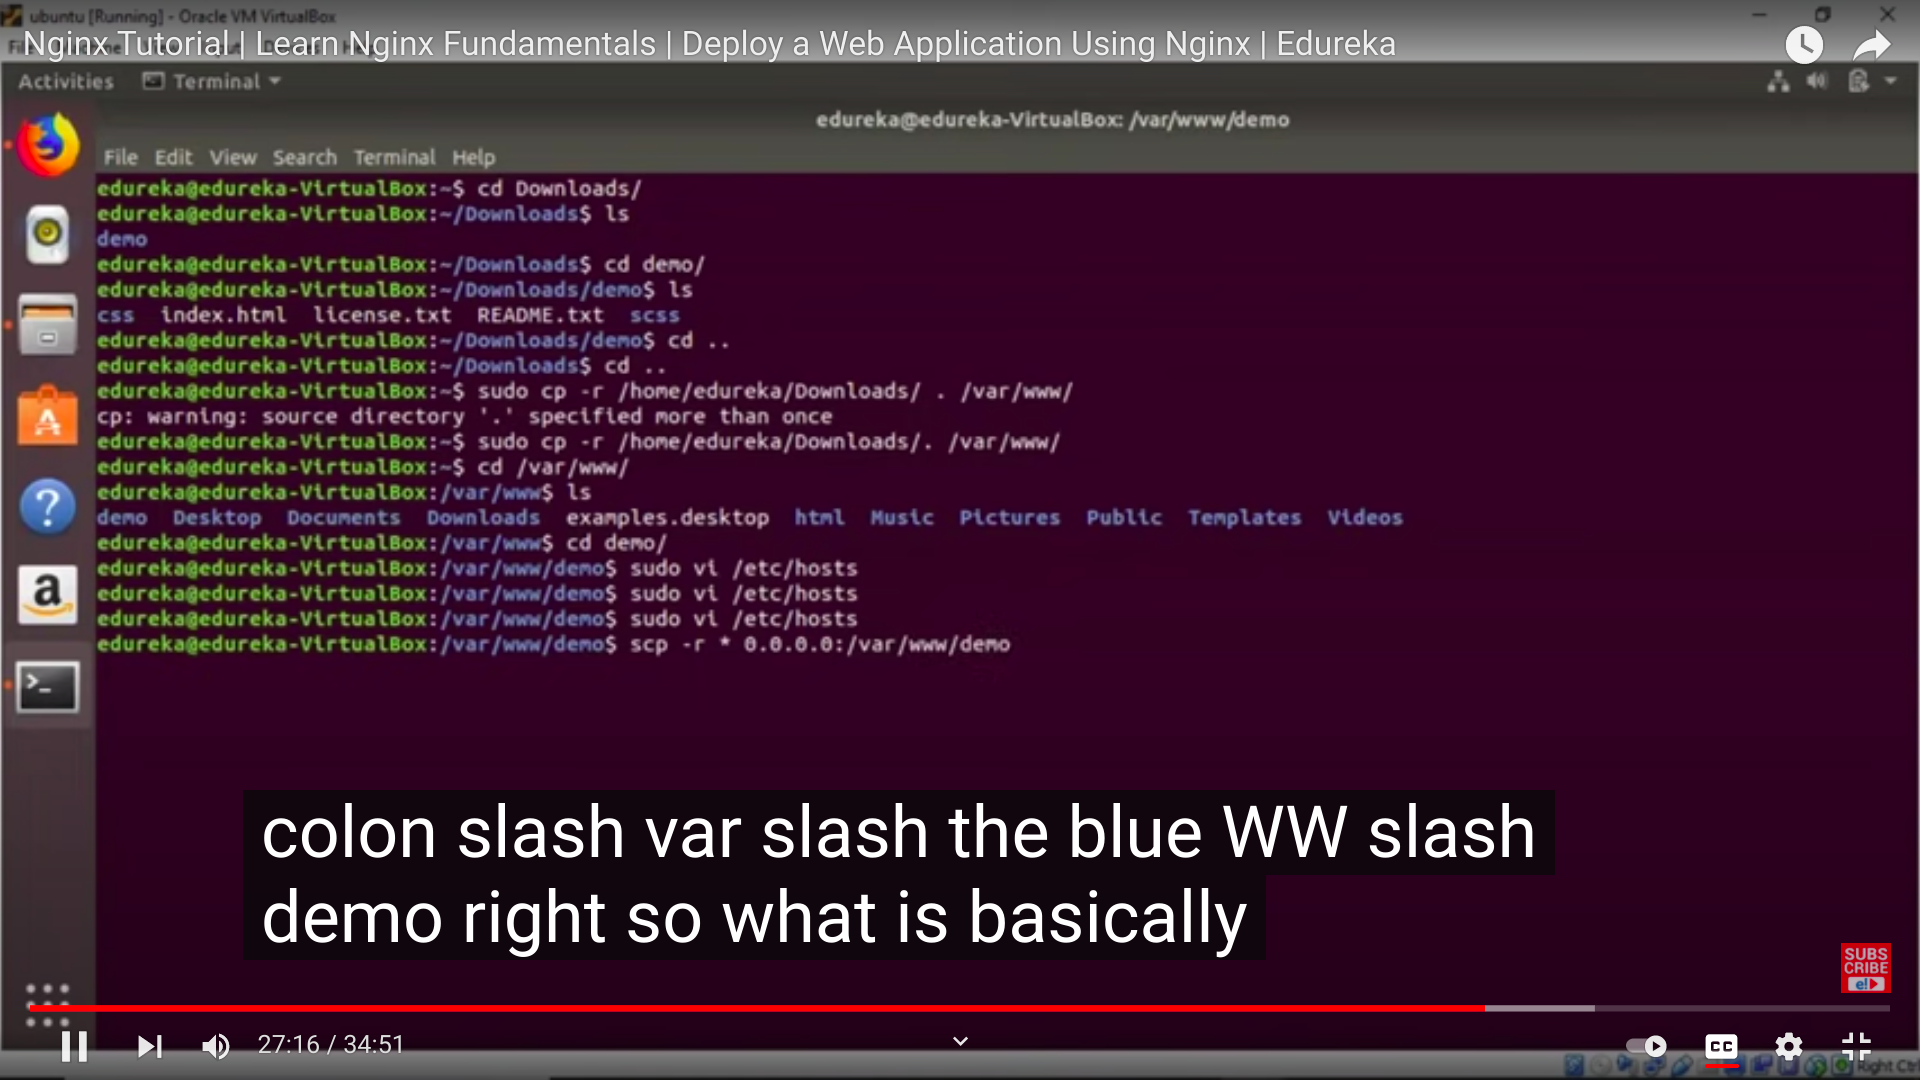 ubuntu [Running] - Oracle VM VirtualBox
Nginx Tutorial | Learn Nginx Fundamentals | Deploy a Web Application Using Nginx | Edureka
Activities Terminal
edureka@edureka-VirtualBox: /var/www/demo
File Edit View Search Terminal Help
edureka@edureka-VirtualBox:~$ cd Downloads/
edureka@edureka-VirtualBox:~/Downloads$ ls
demo
edureka@edureka-VirtualBox:~/Downloads$ cd demo/
edureka@edureka-VirtualBox:~/Downloads/demo$ ls
css index.html license.txt README.txt scss
edureka@edureka-VirtualBox:~/Downloads/demo$ cd ..
edureka@edureka-VirtualBox:~/Downloads$ cd ..
edureka@edureka-VirtualBox:~$ sudo cp -r /home/edureka/Downloads/ . /var/www/
cp: warning: source directory '.' specified more than once
edureka@edureka-VirtualBox:~$ sudo cp -r /home/edureka/Downloads/. /var/www/
edureka@edureka-VirtualBox:~$ cd /var/www/
edureka@edureka-VirtualBox:/var/www$ ls
demo Desktop Documents Downloads examples.desktop html Music Pictures Public Templates Videos
edureka@edureka-VirtualBox:/var/www$ cd demo/
edureka@edureka-VirtualBox:/var/www/demo$ sudo vi /etc/hosts
edureka@edureka-VirtualBox:/var/www/demo$ sudo vi /etc/hosts
edureka@edureka-VirtualBox:/var/www/demo$ sudo vi /etc/hosts
edureka@edureka-VirtualBox:/var/www/demo$ scp -r * 0.0.0.0:/var/www/demo
colon slash var slash the blue WW slash
demo right so what is basically
SUBS
CRIBE
e!
27:16 / 34:51
CC
Right Ctrl